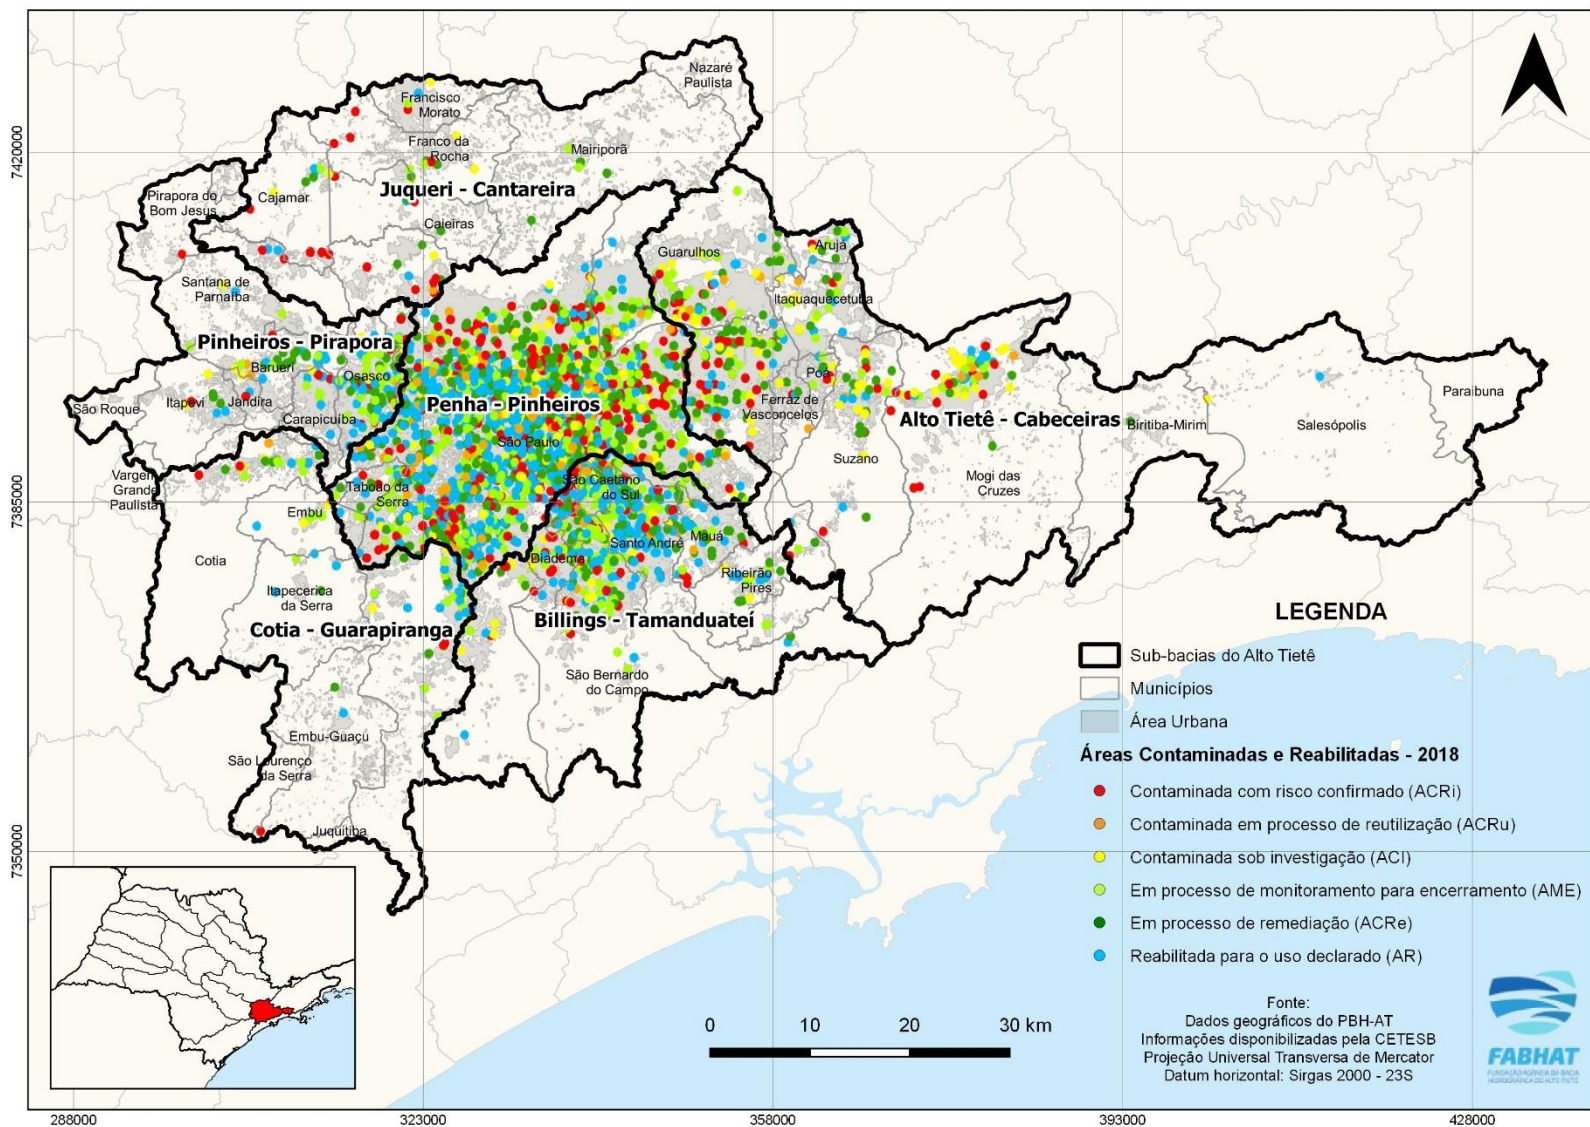 Nazaré
Paulista
Francisco
Morato
Franco da
Rocha
Mairiporã
Juqueri - Cantareira
Pirapora do
Bom Jesus
Cajamar
Caieiras
Guarulhos
Arujá
Santana de
Parnaíba
Itaquaquecetuba
Pinheiros - Pirapora
Barueri
Osasco
Poá
São Roque
Itapevi
Jandira
Carapicuíba
Penha - Pinheiros
São Paulo
Ferraz de
Vasconcelos
Alto Tietê - Cabeceiras
Biritiba-Mirim
Salesópolis
Paraibuna
Suzano
Mogi das
Cruzes
Vargem
Grande
Paulista
Taboão da
Serra
São Caetano
do Sul
Embu
Cotia
Santo André
Mauá
Diadema
Ribeirão
Pires
Itapecerica
da Serra
Cotia - Guarapiranga
Billings - Tamanduateí
São Bernardo
do Campo
Embu-Guaçu
São Lourenço
da Serra
Juquitiba
7420000
7385000
7350000
288000
323000
358000
393000
428000
LEGENDA
Sub-bacias do Alto Tietê
Municípios
Área Urbana
Áreas Contaminadas e Reabilitadas - 2018
Contaminada com risco confirmado (ACRi)
Contaminada em processo de reutilização (ACRu)
Contaminada sob investigação (ACI)
Em processo de monitoramento para encerramento (AME)
Em processo de remediação (ACRe)
Reabilitada para o uso declarado (AR)
0 10 20 30 km
Fonte:
Dados geográficos do PBH-AT
Informações disponibilizadas pela CETESB
Projeção Universal Transversa de Mercator
Datum horizontal: Sirgas 2000 - 23S
FABHAT
FUNDAÇÃO AGÊNCIA DA BACIA
HIDROGRÁFICA DO ALTO TIETÊ